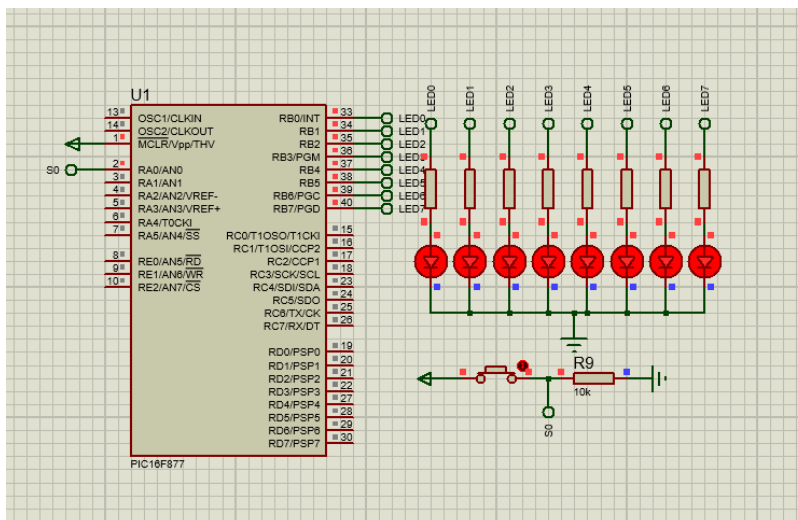 U1
13 OSC1/CLKIN
14 OSC2/CLKOUT
1 MCLR/Vpp/THV
S0 2 RA0/AN0
3 RA1/AN1
4 RA2/AN2/VREF-
5 RA3/AN3/VREF+
6 RA4/T0CKI
7 RA5/AN4/SS
8 RE0/AN5/RD
9 RE1/AN6/WR
10 RE2/AN7/CS
RB0/INT 33 LED0
RB1 34 LED1
RB2 35 LED2
RB3/PGM 36 LED3
RB4 37 LED4
RB5 38 LED5
RB6/PGC 39 LED6
RB7/PGD 40 LED7
RC0/T1OSO/T1CKI 15
RC1/T1OSI/CCP2 16
RC2/CCP1 17
RC3/SCK/SCL 18
RC4/SDI/SDA 23
RC5/SDO 24
RC6/TX/CK 25
RC7/RX/DT 26
RD0/PSP0 19
RD1/PSP1 20
RD2/PSP2 21
RD3/PSP3 22
RD4/PSP4 27
RD5/PSP5 28
RD6/PSP6 29
RD7/PSP7 30
PIC16F877
LED0
LED1
LED2
LED3
LED4
LED5
LED6
LED7
R9
10k
S0